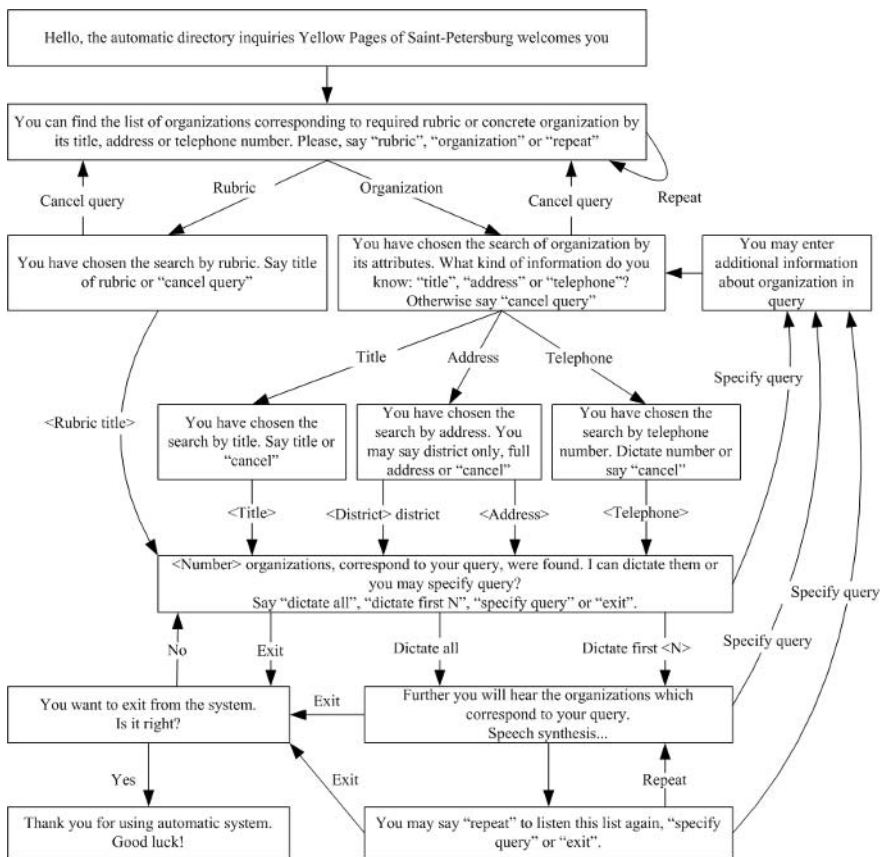 Hello, the automatic directory inquiries Yellow Pages of Saint-Petersburg welcomes you
You can find the list of organizations corresponding to required rubric or concrete organization by
its title, address or telephone number. Please, say “rubric”, “organization” or “repeat”
Cancel query
Rubric
Organization
Cancel query
Repeat
You have chosen the search by rubric. Say title
of rubric or “cancel query”
You have chosen the search of organization by
its attributes. What kind of information do you
know: “title”, “address” or “telephone”?
Otherwise say “cancel query”
You may enter
additional information
about organization in
query
Title
Address
Telephone
Specify query
<Rubric title>
You have chosen the
search by title. Say title or
“cancel”
You have chosen the
search by address. You
may say district only, full
address or “cancel”
You have chosen the
search by telephone
number. Dictate number or
say “cancel”
<Title>
<District> district
<Address>
<Telephone>
<Number> organizations, correspond to your query, were found. I can dictate them or
you may specify query?
Say “dictate all”, “dictate first N”, “specify query” or “exit”.
Specify query
No
Exit
Dictate all
Dictate first <N>
Specify query
You want to exit from the system.
Is it right?
Exit
Further you will hear the organizations which
correspond to your query.
Speech synthesis...
Yes
Exit
Repeat
Thank you for using automatic system.
Good luck!
You may say “repeat” to listen this list again, “specify
query” or “exit”.